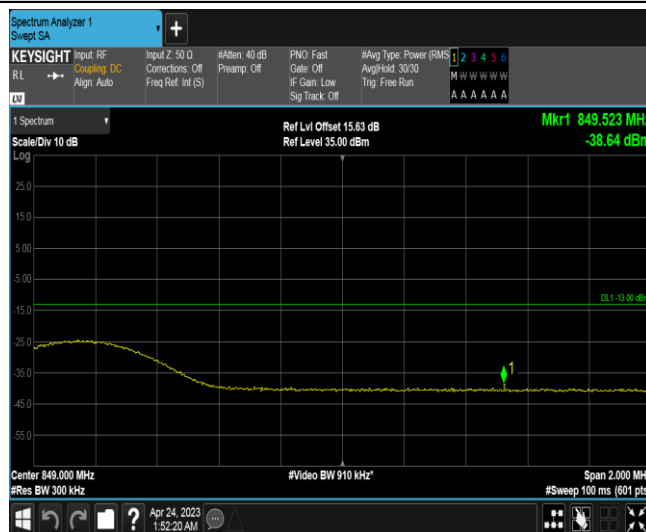 Spectrum Analyzer 1
Swept SA
+
KEYSIGHT
RL
LXI
Input: RF
Coupling: DC
Align: Auto
Input Z: 50 Ω
Corrections: Off
Freq Ref: Int (S)
#Atten: 40 dB
Preamp: Off
PNO: Fast
Gate: Off
IF Gain: Low
Sig Track: Off
#Avg Type: Power (RMS
Avg|Hold: 30/30
Trig: Free Run
1 2 3 4 5 6
M W W W W W
A A A A A A
1 Spectrum
Scale/Div 10 dB
Ref Lvl Offset 15.63 dB
Ref Level 35.00 dBm
Mkr1 849.523 MHz
-38.64 dBm
Log
25.0
15.0
5.00
-5.00
DL1 -13.00 dBm
-15.0
-25.0
-35.0
1
-45.0
-55.0
Center 849.000 MHz
#Video BW 910 kHz*
Span 2.000 MH
#Res BW 300 kHz
#Sweep 100 ms (601 pts
?
Apr 24, 2023
1:52:20 AM